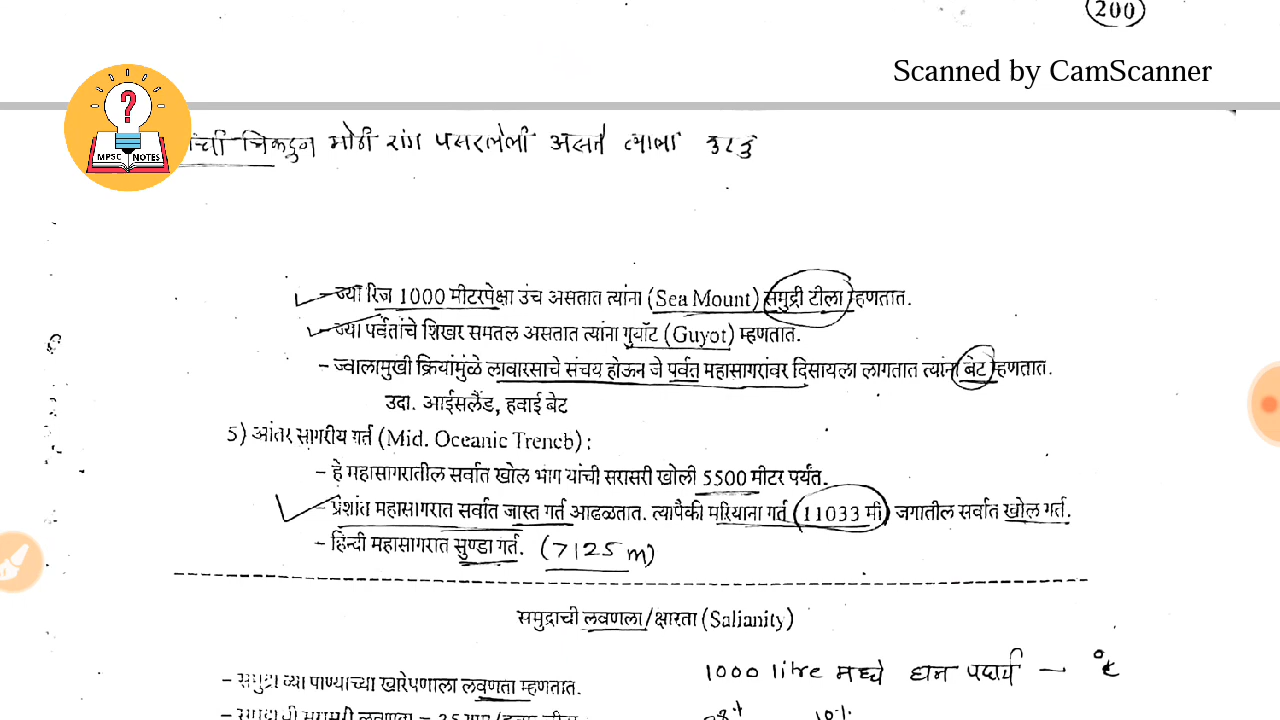 200
Scanned by CamScanner
MPSC NOTES
मोठी रांग पसरलेली असते त्याला
– ज्या रिज 1000 मीटरपेक्षा उंच असतात त्यांना (Sea Mount) समुद्री टीला म्हणतात.
– ज्या पर्वतांचे शिखर समतल असतात त्यांना गुयॉट (Guyot) म्हणतात.
– ज्वालामुखी क्रियांमुंळे लावारसाचे संचय होऊन जे पर्वत महासागरांवर दिसायला लागतात त्यांना बेट म्हणतात.
उदा. आईसलैंड, हवाई बेट
5) आंतर सागरीय गर्त (Mid. Oceanic Trencb) :
– हे महासागरातील सर्वात खोल भाग यांची सरासरी खोली 5500 मीटर पर्यंत.
– प्रशांत महासागरात सर्वात जास्त गर्त आढळतात. त्यापैकी मरियाना गर्त (11033 मी) जगातील सर्वात खोल गर्त.
– हिन्दी महासागरात सुण्डा गर्त. (7125 m)
समुद्राची लवणला/क्षारता (Salianity)
1000 litre मध्ये घन पदार्थ –
– समुद्राच्या पाण्याच्या खारेपणाला लवणता म्हणतात.